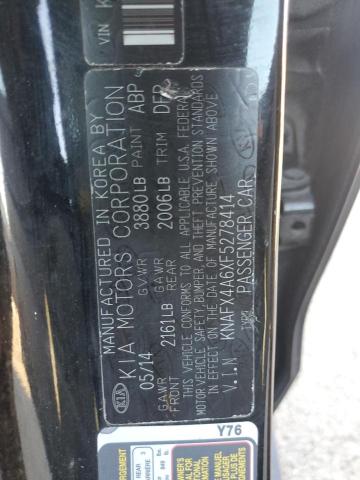 VIN K
MANUFACTURED IN KOREA BY
KIA MOTORS CORPORATION
05/14 GVWR 3880LB PAINT ABP
GAWR FRONT 2161LB GAWR REAR 2006LB TRIM DFR
THIS VEHICLE CONFORMS TO ALL APPLICABLE U.S.A. FEDERAL
MOTOR VEHICLE SAFETY, BUMPER, AND THEFT PREVENTION STANDARDS
IN EFFECT ON THE DATE OF MANUFACTURE SHOWN ABOVE.
V.I.N KNAFX4A6XF5278414
TYPE PASSENGER CAR
KIA
Y76